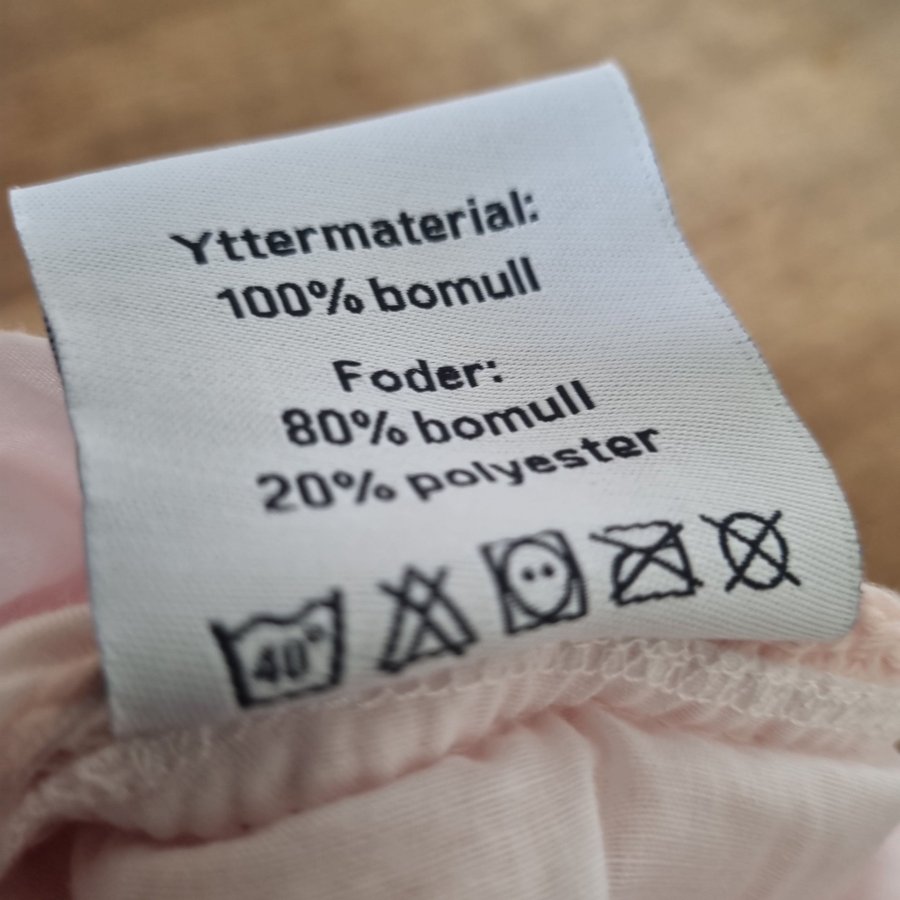 Yttermaterial:
100% bomull
Foder:
80% bomull
20% polyester
40°